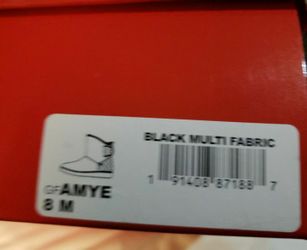 BLACK MULTI FABRIC
1 91408 87188 7
GFAMYE
8 M